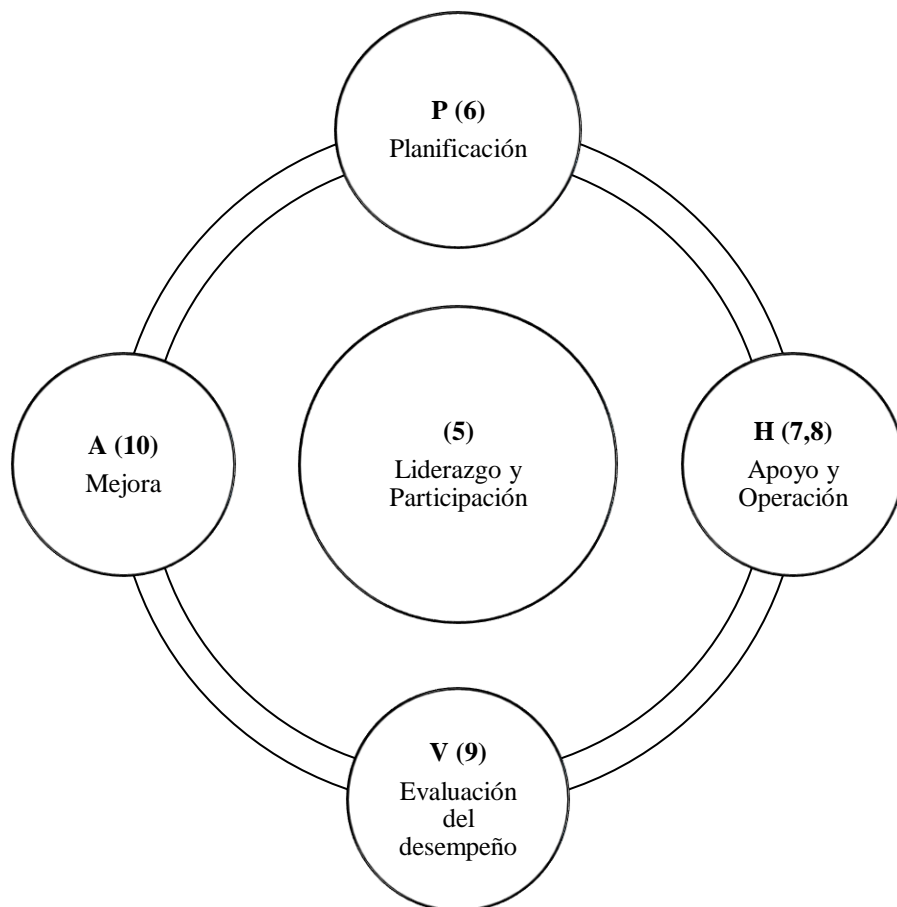 P (6)
Planificación
A (10)
Mejora
(5)
Liderazgo y
Participación
H (7,8)
Apoyo y
Operación
V (9)
Evaluación
del
desempeño